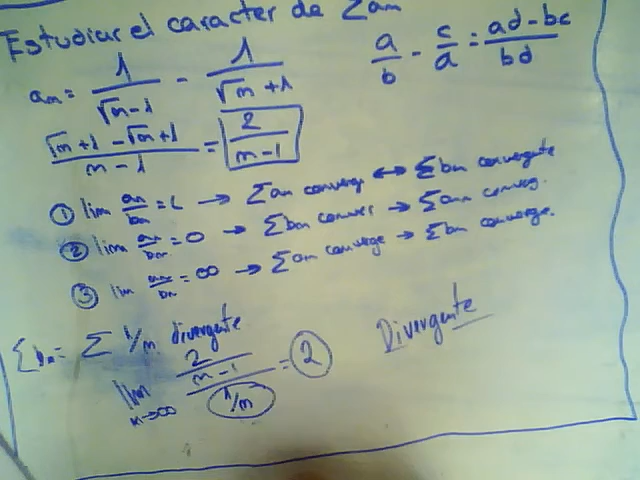 Estudiar el caracter de Σan
an = 1/(√n-1) - 1/(√n+1)
a/b - c/a = (ad-bc)/bd
(√n+1 -√n+1)/(n-1) = 2/(n-1)
① lim an/bn = L → Σan converge ↔ Σbn convergente
② lim an/bn = 0 → Σbn conver → Σan converg.
③ lim an/bn = ∞ → Σan converge → Σbn converge.
Σbn = Σ 1/n divergente
lim n→∞ (2/(n-1))/(1/n) = 2
Divergente